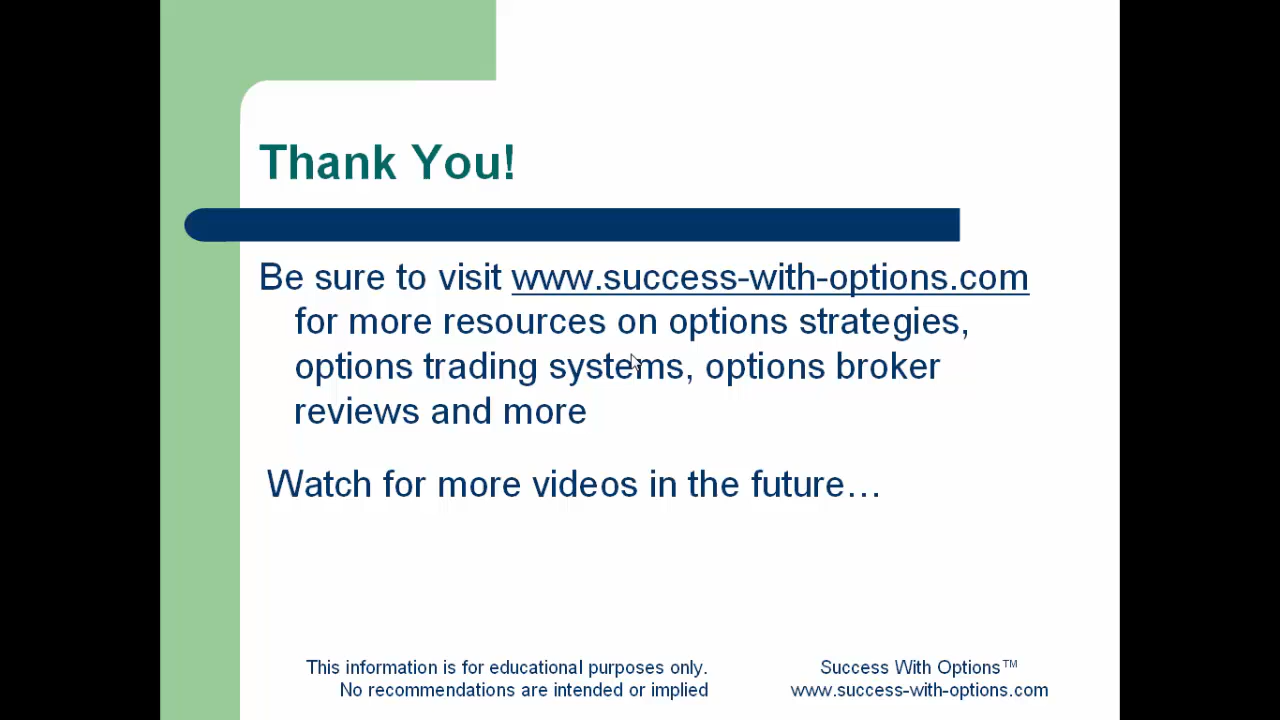 Thank You!
Be sure to visit www.success-with-options.com
for more resources on options strategies,
options trading systems, options broker
reviews and more
Watch for more videos in the future…
This information is for educational purposes only.
No recommendations are intended or implied
Success With Options™
www.success-with-options.com